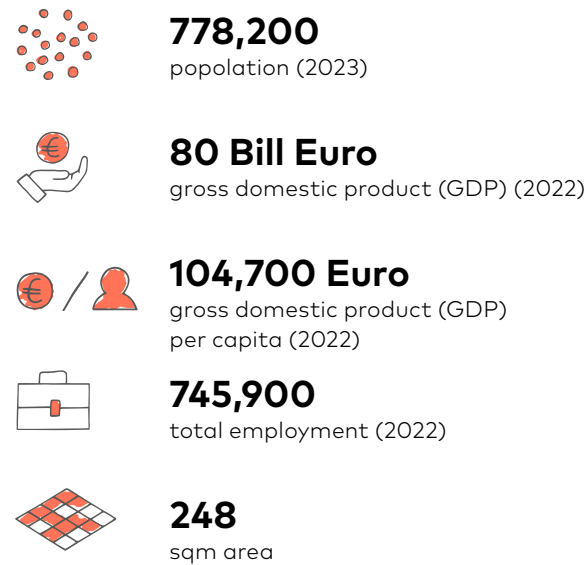 778,200
popolation (2023)
80 Bill Euro
gross domestic product (GDP) (2022)
104,700 Euro
gross domestic product (GDP)
per capita (2022)
745,900
total employment (2022)
248
sqm area